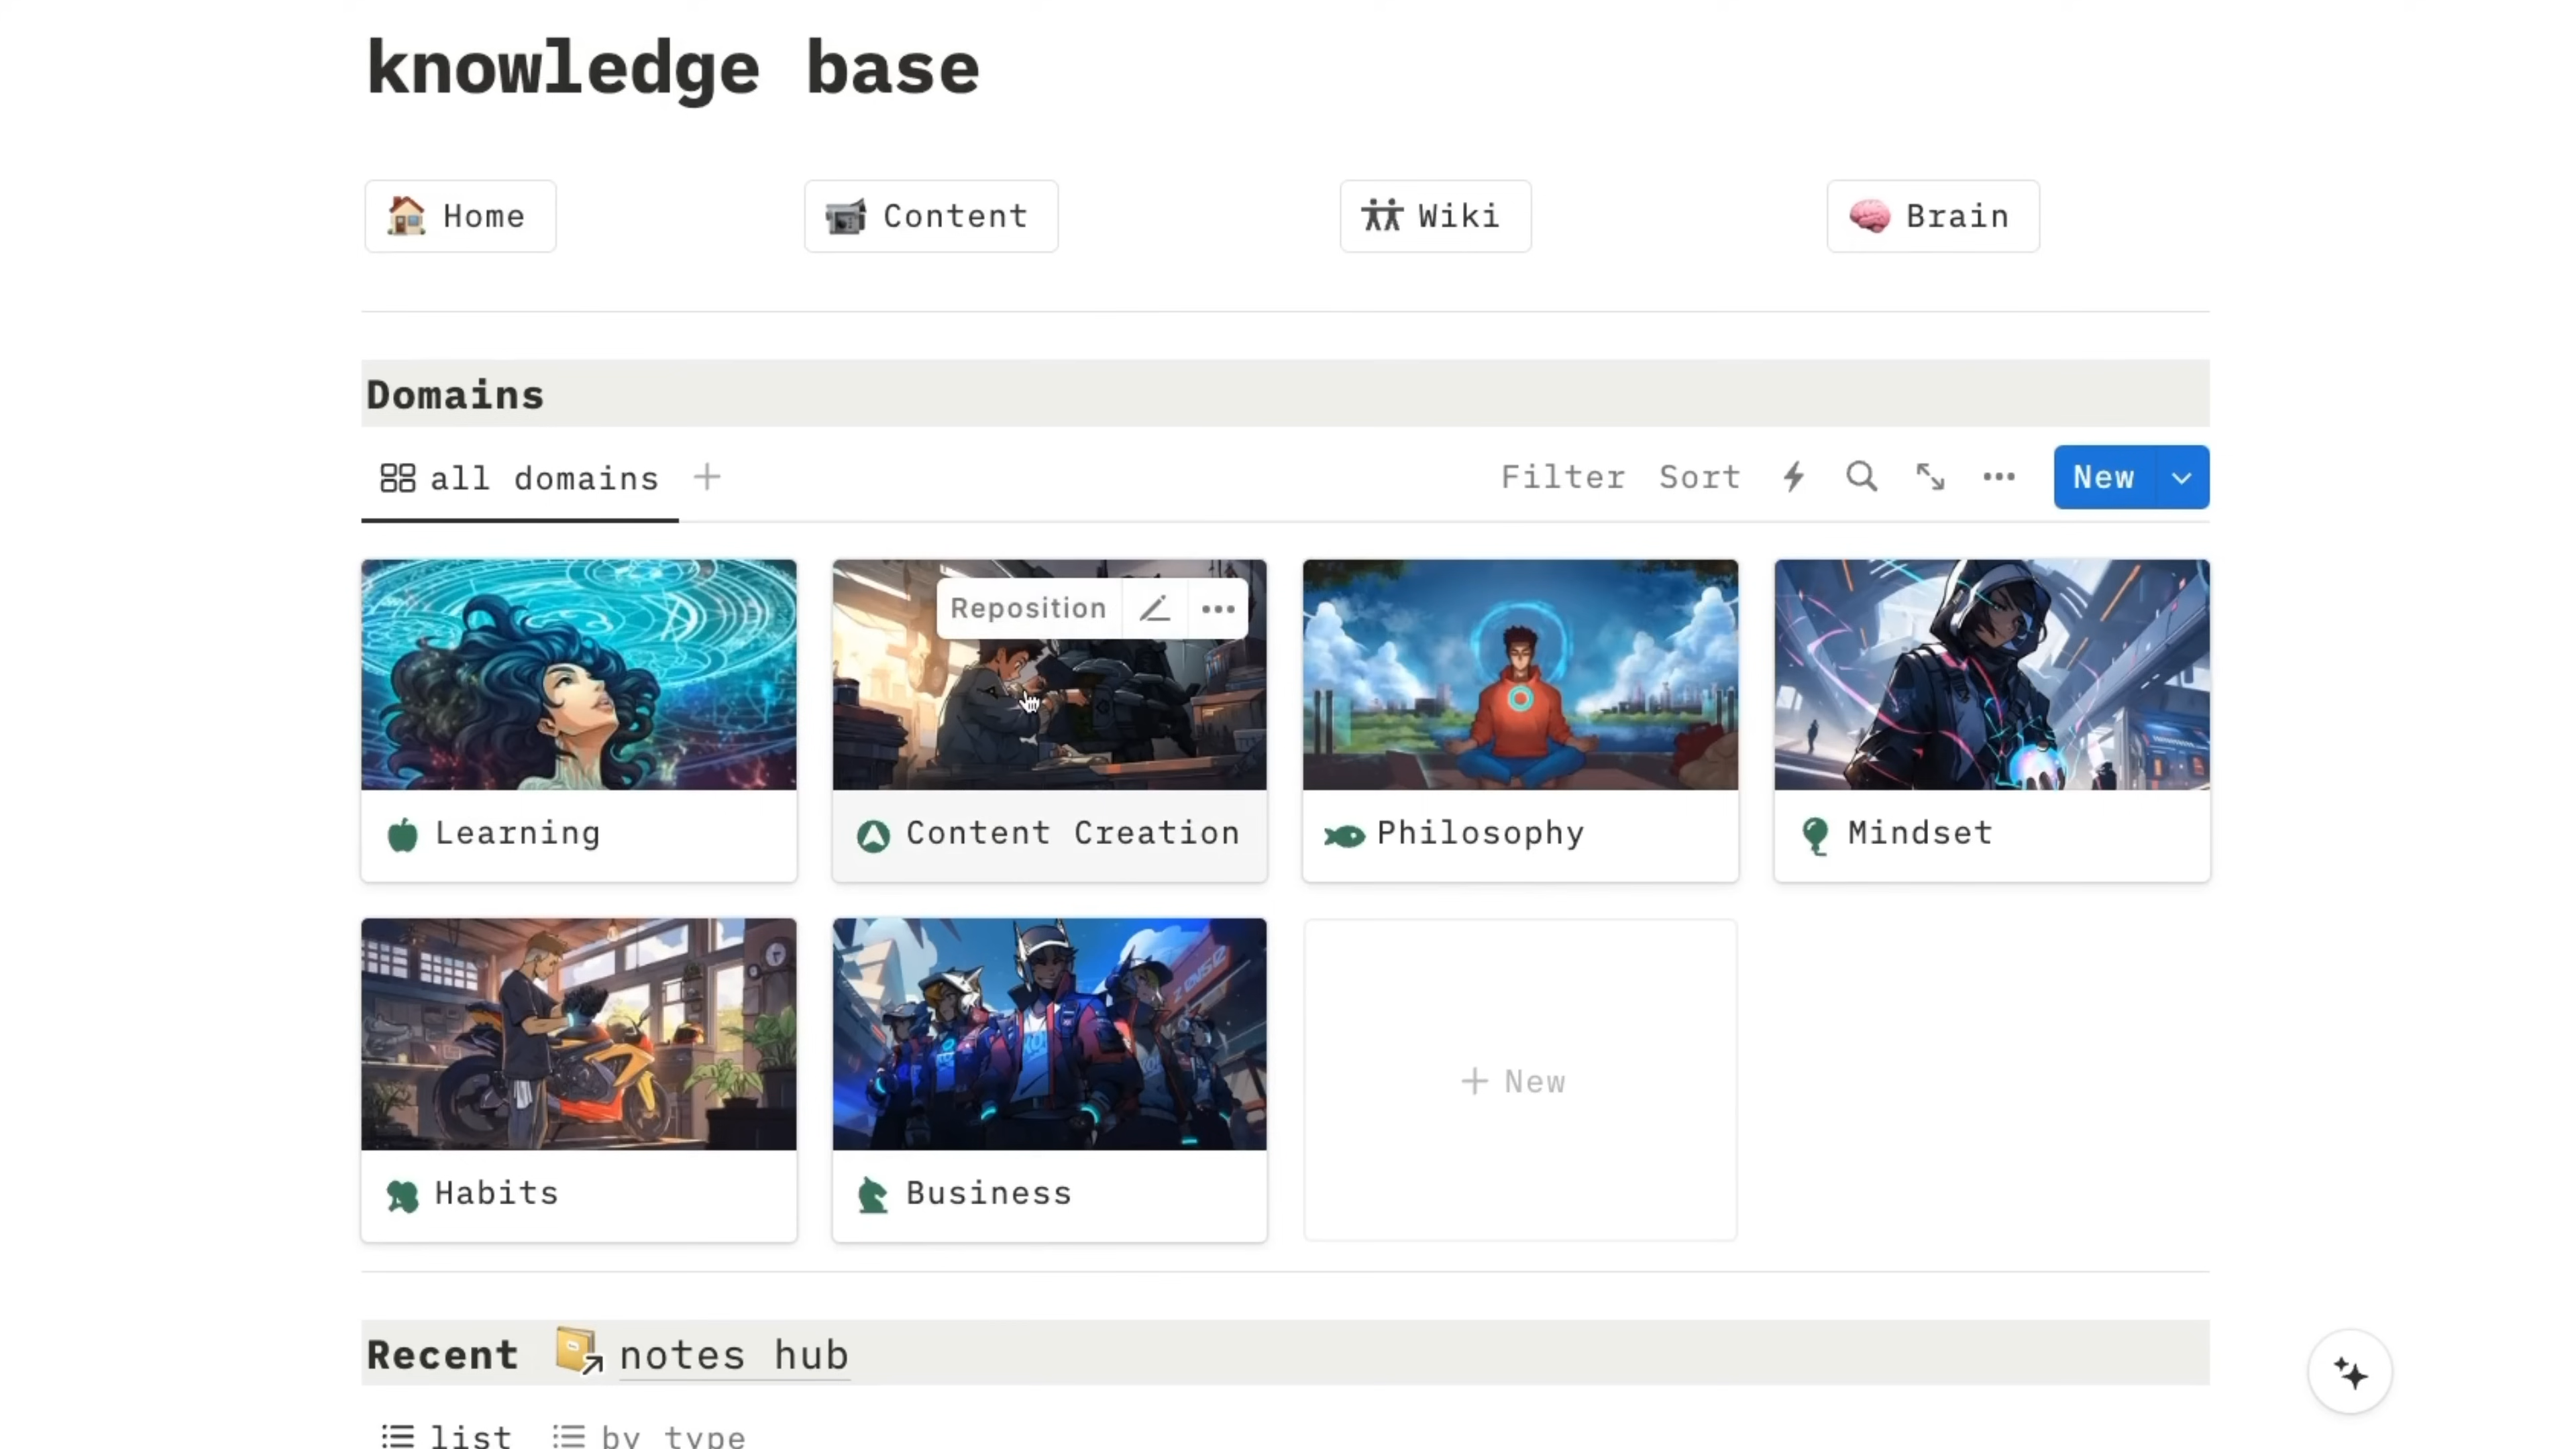 knowledge base
Home Content Wiki Brain
Domains
all domains Filter Sort New
Reposition
Learning Content Creation Philosophy Mindset
Habits Business + New
Recent notes hub
list by type